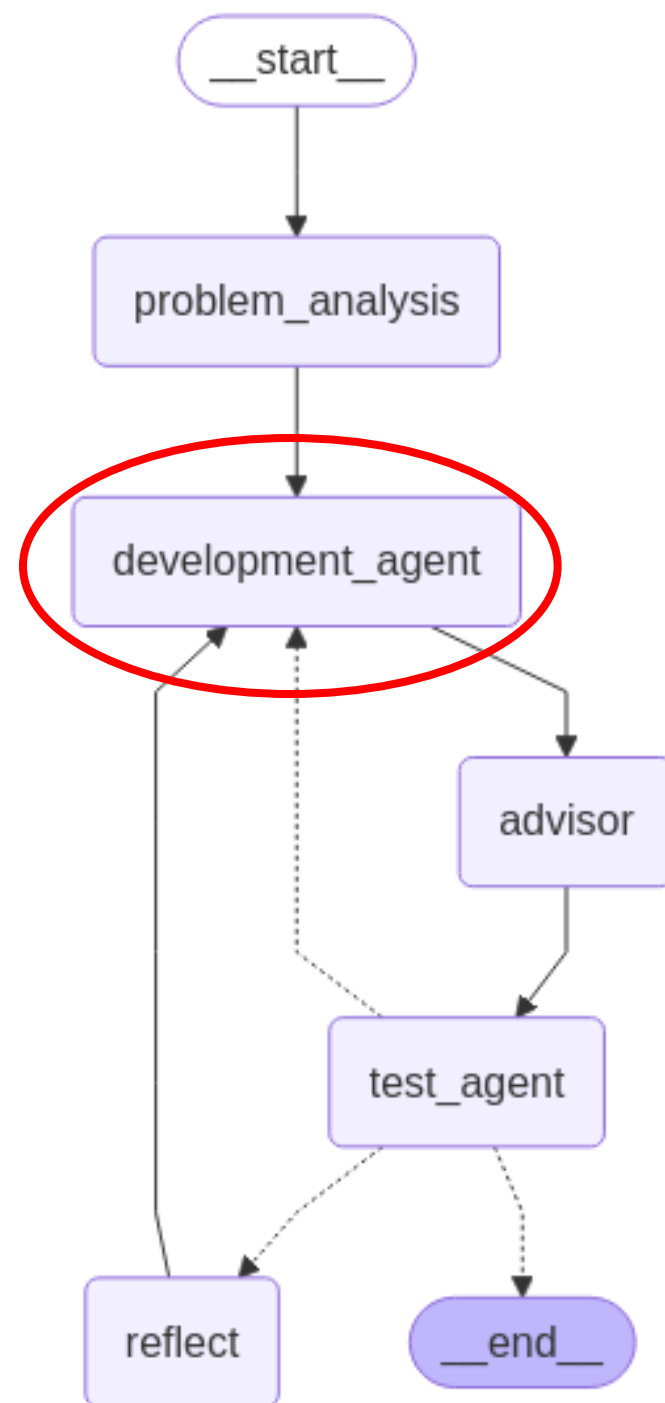 __start__
problem_analysis
development_agent
advisor
test_agent
reflect
__end__